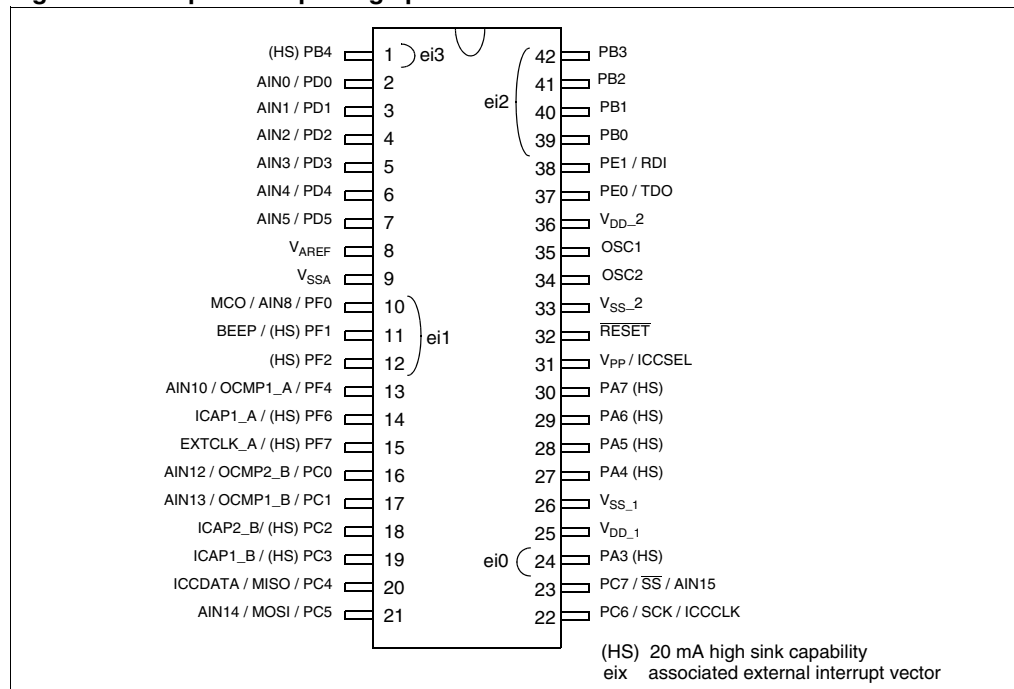 (HS) PB4 1 ei3
AIN0 / PD0 2
AIN1 / PD1 3
AIN2 / PD2 4
AIN3 / PD3 5
AIN4 / PD4 6
AIN5 / PD5 7
VAREF 8
VSSA 9
MCO / AIN8 / PF0 10
BEEP / (HS) PF1 11 ei1
(HS) PF2 12
AIN10 / OCMP1_A / PF4 13
ICAP1_A / (HS) PF6 14
EXTCLK_A / (HS) PF7 15
AIN12 / OCMP2_B / PC0 16
AIN13 / OCMP1_B / PC1 17
ICAP2_B/ (HS) PC2 18
ICAP1_B / (HS) PC3 19
ICCDATA / MISO / PC4 20
AIN14 / MOSI / PC5 21
42 PB3
41 PB2
ei2 40 PB1
39 PB0
38 PE1 / RDI
37 PE0 / TDO
36 VDD_2
35 OSC1
34 OSC2
33 VSS_2
32 RESET
31 VPP / ICCSEL
30 PA7 (HS)
29 PA6 (HS)
28 PA5 (HS)
27 PA4 (HS)
26 VSS_1
25 VDD_1
ei0 24 PA3 (HS)
23 PC7 / SS / AIN15
22 PC6 / SCK / ICCCLK
(HS) 20 mA high sink capability
eix associated external interrupt vector